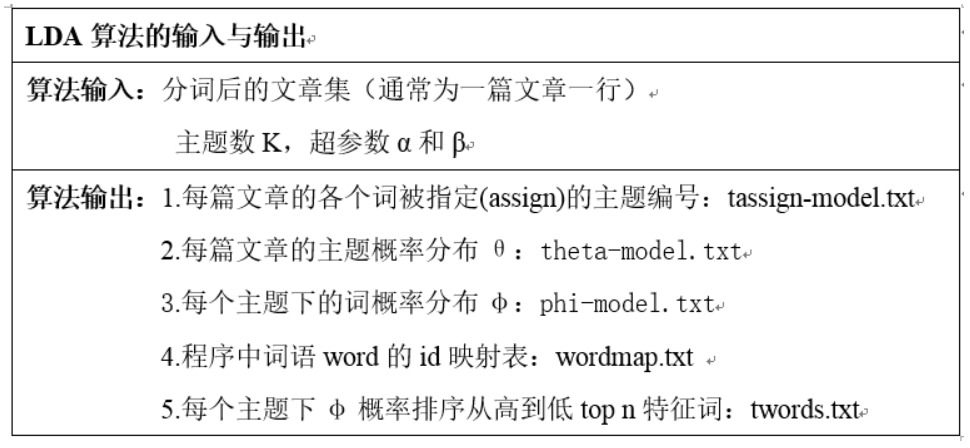 LDA 算法的输入与输出
算法输入：分词后的文章集（通常为一篇文章一行）
主题数 K，超参数 α 和 β
算法输出：1.每篇文章的各个词被指定(assign)的主题编号：tassign-model.txt
2.每篇文章的主题概率分布 θ：theta-model.txt
3.每个主题下的词概率分布 φ：phi-model.txt
4.程序中词语 word 的 id 映射表：wordmap.txt
5.每个主题下 φ 概率排序从高到低 top n 特征词：twords.txt